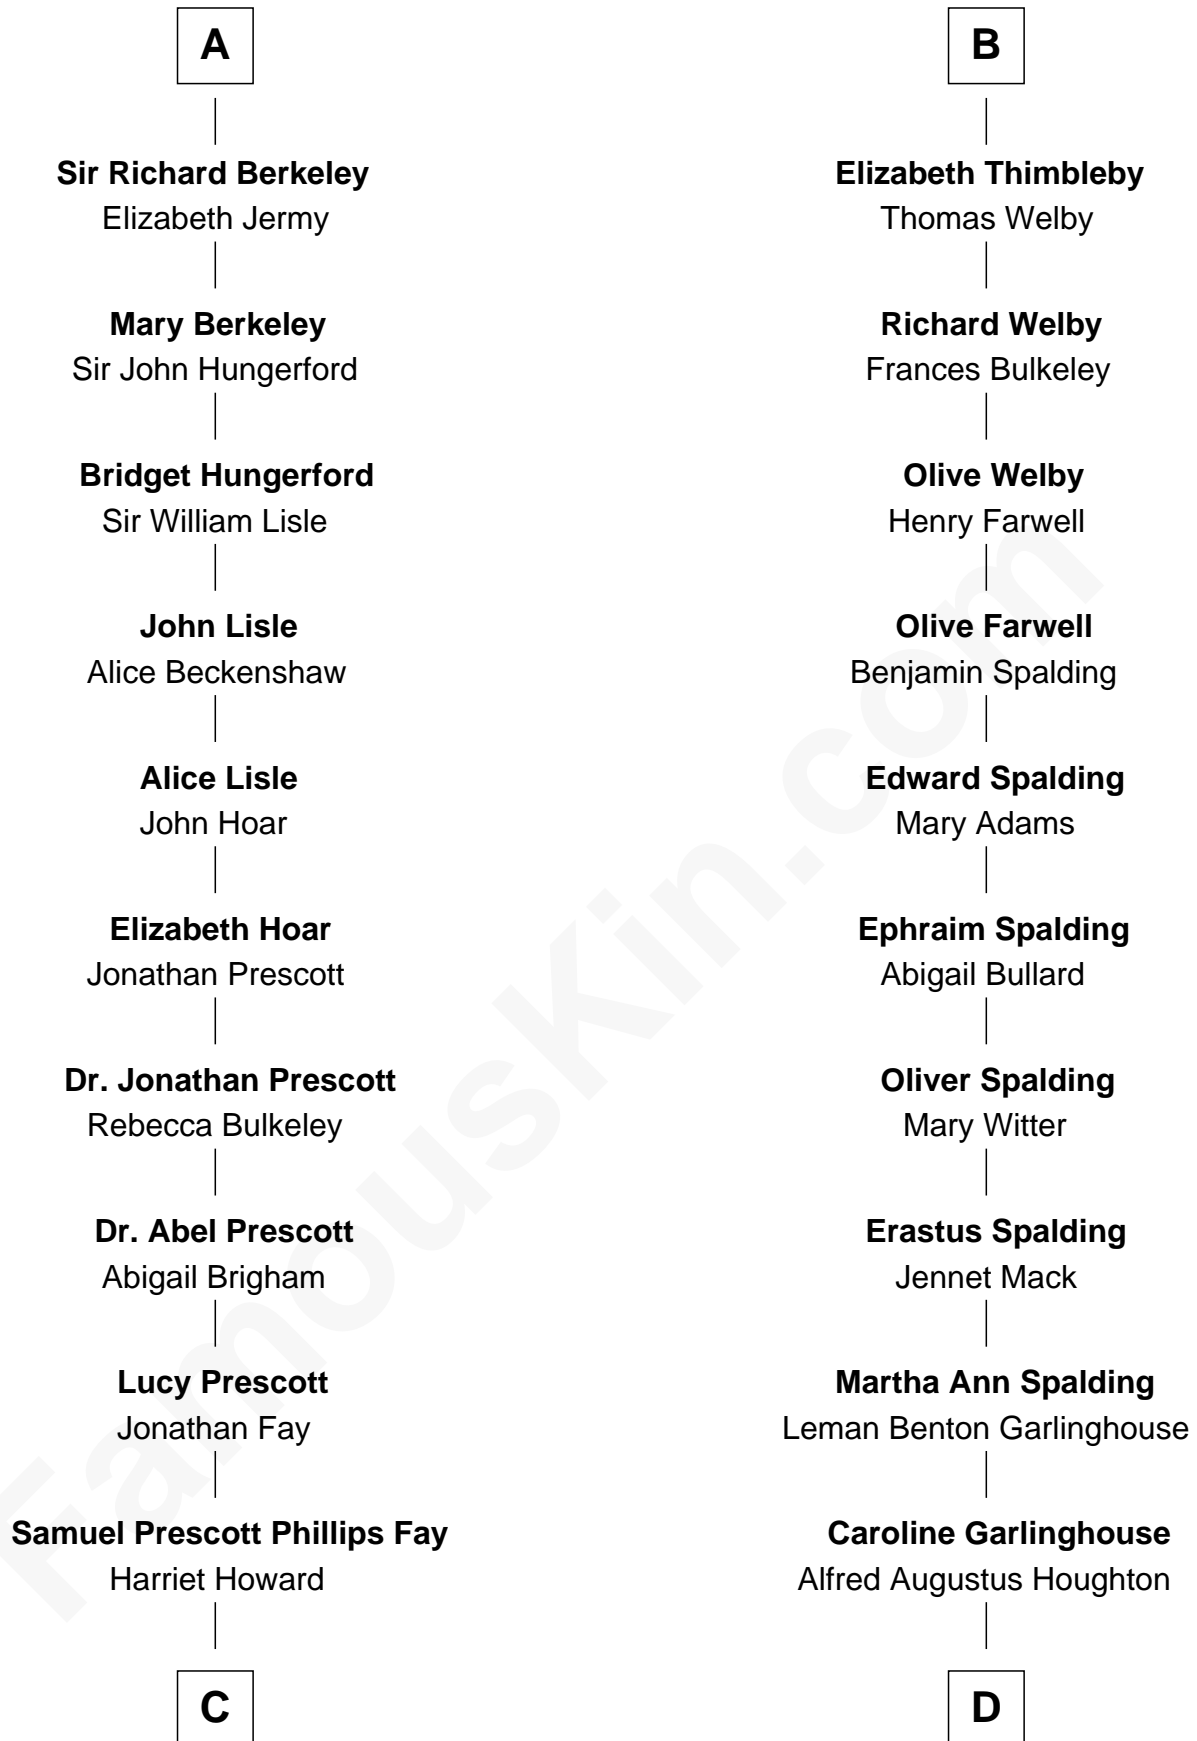 A
Sir Richard Berkeley
Elizabeth Jermy
Mary Berkeley
Sir John Hungerford
Bridget Hungerford
Sir William Lisle
John Lisle
Alice Beckenshaw
Alice Lisle
John Hoar
Elizabeth Hoar
Jonathan Prescott
Dr. Jonathan Prescott
Rebecca Bulkeley
Dr. Abel Prescott
Abigail Brigham
Lucy Prescott
Jonathan Fay
Samuel Prescott Phillips Fay
Harriet Howard
C
B
Elizabeth Thimbleby
Thomas Welby
Richard Welby
Frances Bulkeley
Olive Welby
Henry Farwell
Olive Farwell
Benjamin Spalding
Edward Spalding
Mary Adams
Ephraim Spalding
Abigail Bullard
Oliver Spalding
Mary Witter
Erastus Spalding
Jennet Mack
Martha Ann Spalding
Leman Benton Garlinghouse
Caroline Garlinghouse
Alfred Augustus Houghton
D
FamousKin.com